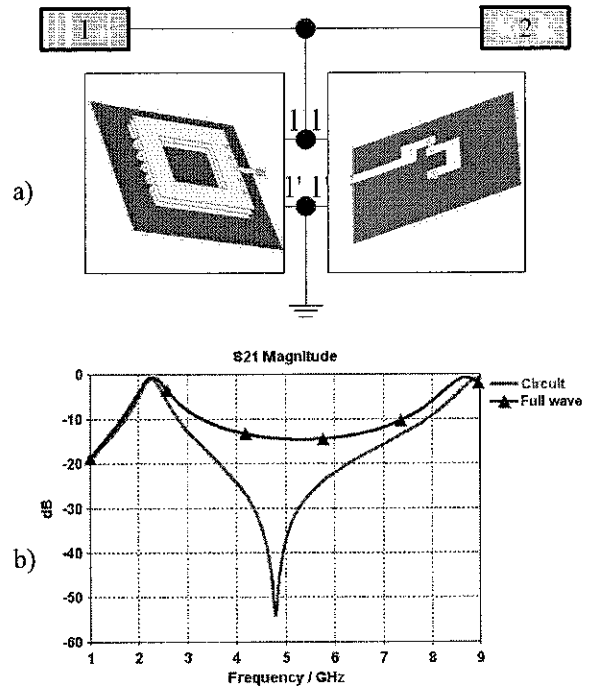 1
2
1 1
1' 1'
a)
S21 Magnitude
0
-10
-20
-30
-40
-50
-60
dB
Circuit
Full wave
b)
1 2 3 4 5 6 7 8 9
Frequency / GHz